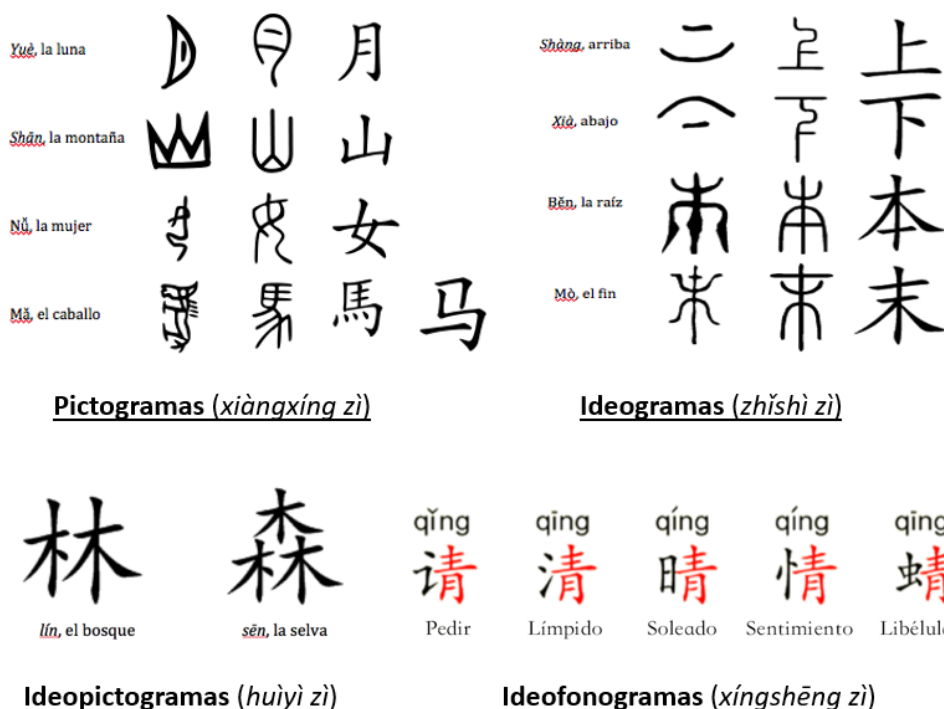 Yuè, la luna 月
Shān, la montaña 山
Nǚ, la mujer 女
Mǎ, el caballo 馬 马
Pictogramas (xiàngxíng zì)
Shàng, arriba 上
Xià, abajo 下
Běn, la raíz 本
Mò, el fin 末
Ideogramas (zhǐshì zì)
林 森
lín, el bosque sēn, la selva
Ideopictogramas (huìyì zì)
qǐng qīng qíng qíng qīng
请 清 晴 情 蜻
Pedir Límpido Soleado Sentimiento Libélul
Ideofonogramas (xíngshēng zì)